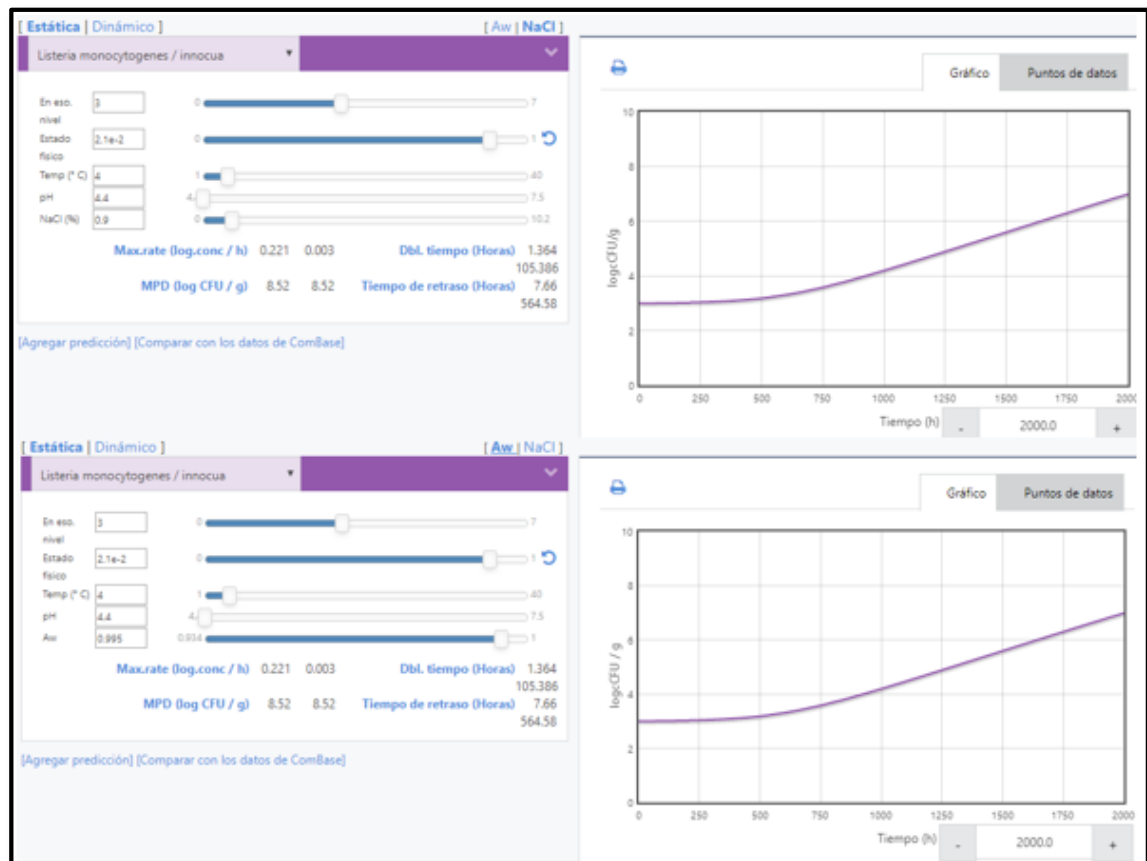 [ Estática | Dinámico ] [ Aw | NaCl ]
Listeria monocytogenes / innocua
En eso. nivel 3 0 7
Estado físico 2.1e-2 0 1
Temp (° C) 4 1 40
pH 4.4 4. 7.5
NaCl (%) 0.9 0 10.2
Max.rate (log.conc / h) 0.221 0.003 Dbl. tiempo (Horas) 1.364
105.386
MPD (log CFU / g) 8.52 8.52 Tiempo de retraso (Horas) 7.66
564.58
[Agregar predicción] [Comparar con los datos de ComBase]
Gráfico Puntos de datos
10
8
6
4
2
0
logcCFU/g
0 250 500 750 1000 1250 1500 1750 2000
Tiempo (h) - 2000.0 +
[ Estática | Dinámico ] [ Aw | NaCl ]
Listeria monocytogenes / innocua
En eso. nivel 3 0 7
Estado físico 2.1e-2 0 1
Temp (° C) 4 1 40
pH 4.4 4. 7.5
Aw 0.995 0.934 1
Max.rate (log.conc / h) 0.221 0.003 Dbl. tiempo (Horas) 1.364
105.386
MPD (log CFU / g) 8.52 8.52 Tiempo de retraso (Horas) 7.66
564.58
[Agregar predicción] [Comparar con los datos de ComBase]
Gráfico Puntos de datos
10
8
6
4
2
0
logcCFU / g
0 250 500 750 1000 1250 1500 1750 2000
Tiempo (h) - 2000.0 +